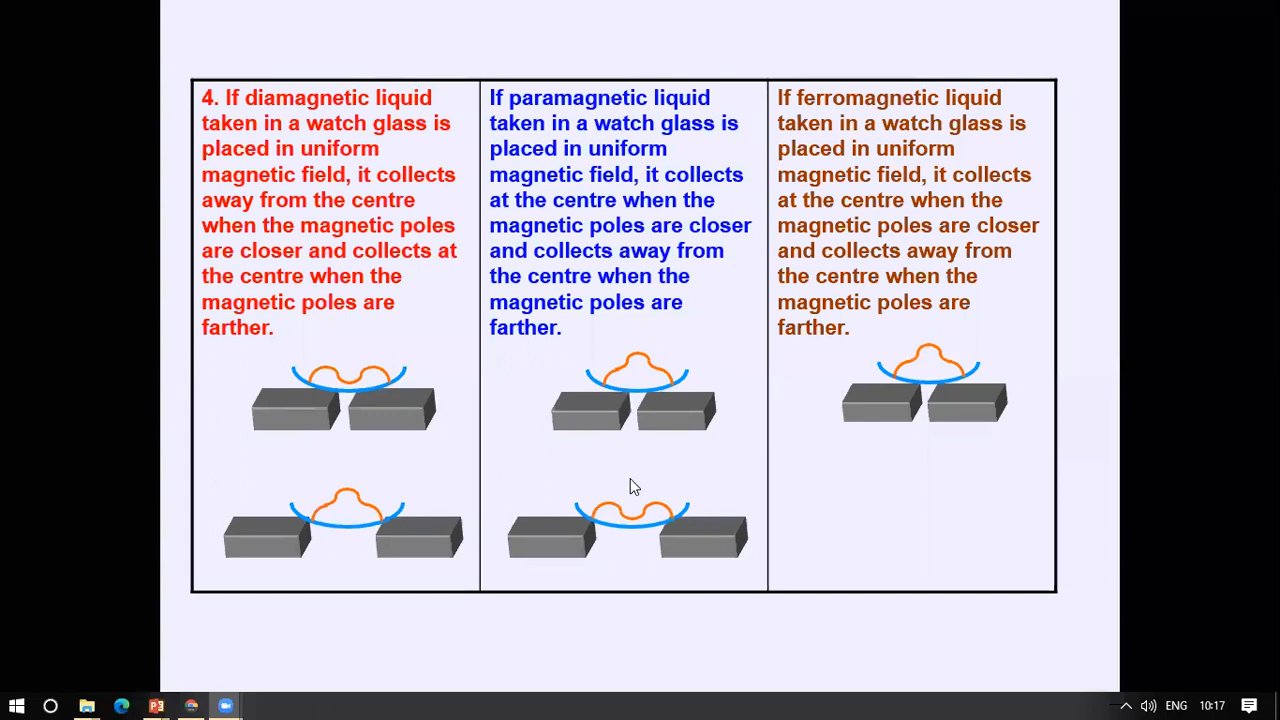 4. If diamagnetic liquid
taken in a watch glass is
placed in uniform
magnetic field, it collects
away from the centre
when the magnetic poles
are closer and collects at
the centre when the
magnetic poles are
farther.
If paramagnetic liquid
taken in a watch glass is
placed in uniform
magnetic field, it collects
at the centre when the
magnetic poles are closer
and collects away from
the centre when the
magnetic poles are
farther.
If ferromagnetic liquid
taken in a watch glass is
placed in uniform
magnetic field, it collects
at the centre when the
magnetic poles are closer
and collects away from
the centre when the
magnetic poles are
farther.
ENG 10:17